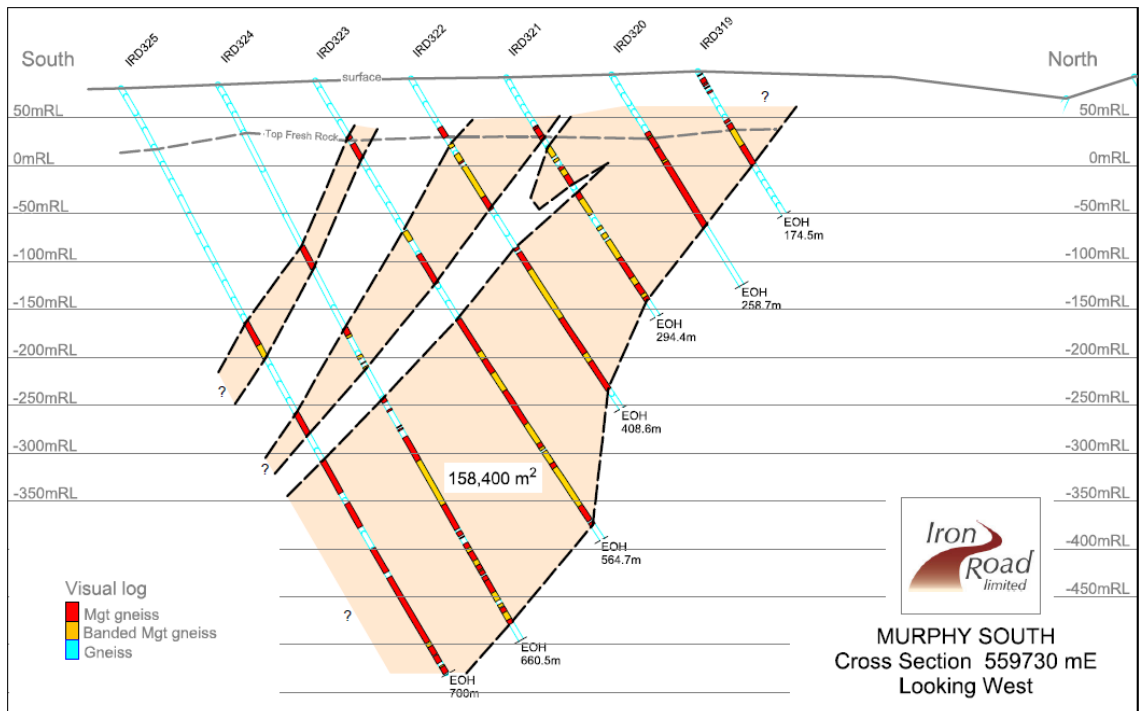 IRD325
IRD324
IRD323
IRD322
IRD321
IRD320
IRD319
South
North
surface
50mRL
50mRL
?
Top Fresh Rock
0mRL
0mRL
-50mRL
-50mRL
EOH
174.5m
-100mRL
-100mRL
EOH
258.7m
-150mRL
-150mRL
EOH
294.4m
-200mRL
-200mRL
?
-250mRL
-250mRL
EOH
408.6m
-300mRL
-300mRL
?
158,400 m²
-350mRL
-350mRL
EOH
564.7m
-400mRL
-450mRL
Iron
Road
limited
Visual log
Mgt gneiss
Banded Mgt gneiss
Gneiss
?
EOH
660.5m
EOH
700m
MURPHY SOUTH
Cross Section 559730 mE
Looking West